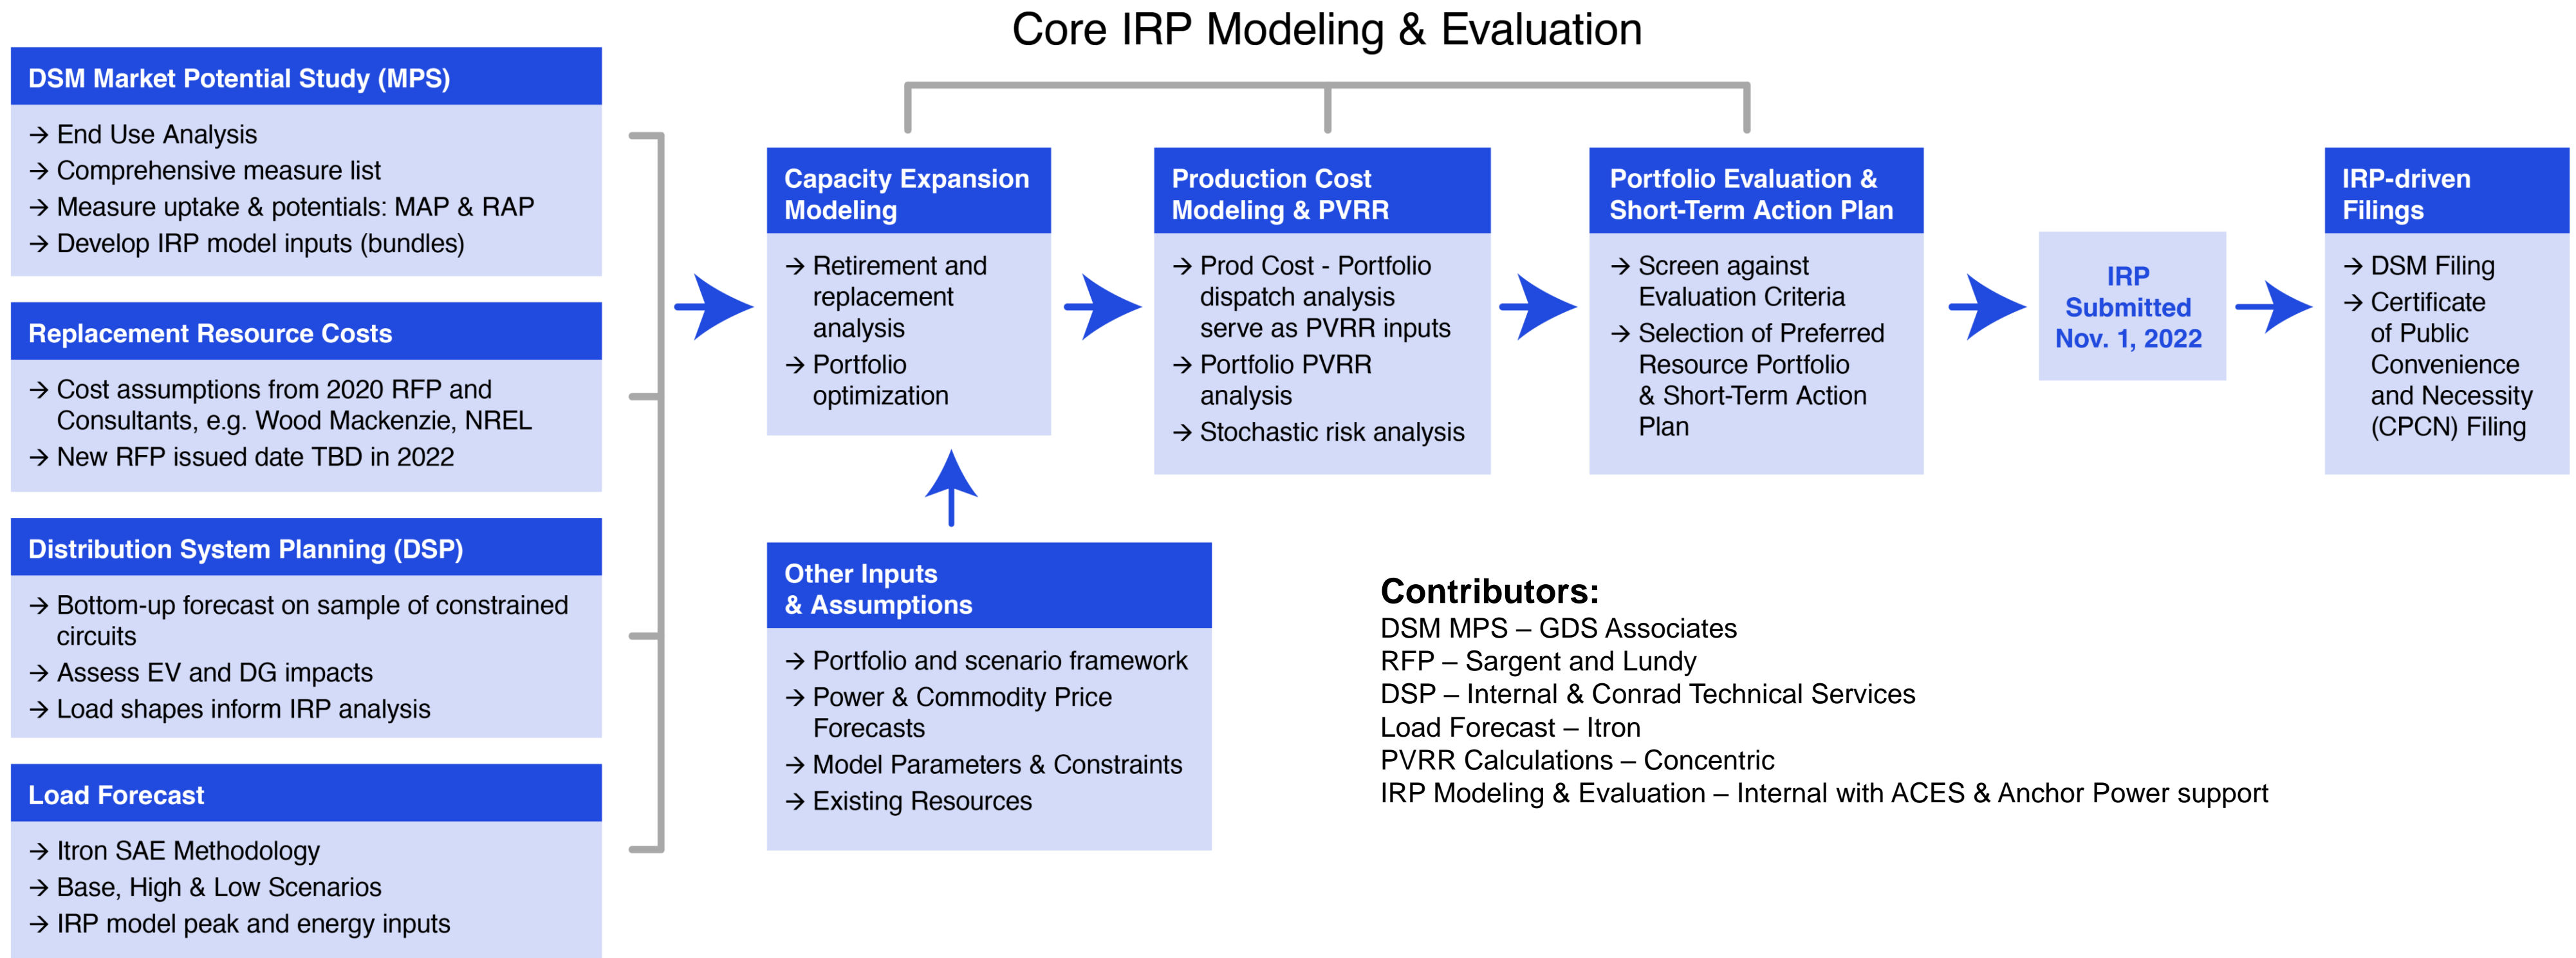 Core IRP Modeling & Evaluation
DSM Market Potential Study (MPS)
→ End Use Analysis
→ Comprehensive measure list
→ Measure uptake & potentials: MAP & RAP
→ Develop IRP model inputs (bundles)
Replacement Resource Costs
→ Cost assumptions from 2020 RFP and
Consultants, e.g. Wood Mackenzie, NREL
→ New RFP issued date TBD in 2022
Distribution System Planning (DSP)
→ Bottom-up forecast on sample of constrained
circuits
→ Assess EV and DG impacts
→ Load shapes inform IRP analysis
Load Forecast
→ Itron SAE Methodology
→ Base, High & Low Scenarios
→ IRP model peak and energy inputs
Capacity Expansion
Modeling
→ Retirement and
replacement
analysis
→ Portfolio
optimization
Other Inputs
& Assumptions
→ Portfolio and scenario framework
→ Power & Commodity Price
Forecasts
→ Model Parameters & Constraints
→ Existing Resources
Production Cost
Modeling & PVRR
→ Prod Cost - Portfolio
dispatch analysis
serve as PVRR inputs
→ Portfolio PVRR
analysis
→ Stochastic risk analysis
Portfolio Evaluation &
Short-Term Action Plan
→ Screen against
Evaluation Criteria
→ Selection of Preferred
Resource Portfolio
& Short-Term Action
Plan
IRP
Submitted
Nov. 1, 2022
IRP-driven
Filings
→ DSM Filing
→ Certificate
of Public
Convenience
and Necessity
(CPCN) Filing
Contributors:
DSM MPS – GDS Associates
RFP – Sargent and Lundy
DSP – Internal & Conrad Technical Services
Load Forecast – Itron
PVRR Calculations – Concentric
IRP Modeling & Evaluation – Internal with ACES & Anchor Power support